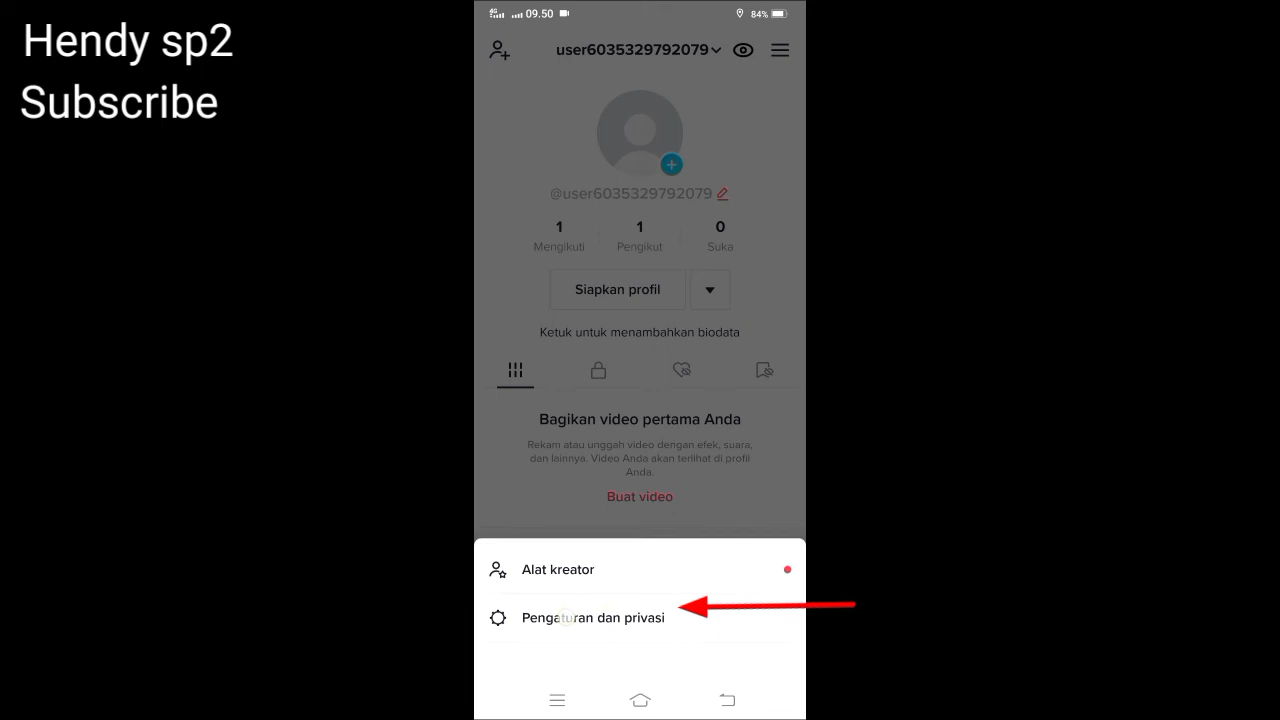 Hendy sp2
Subscribe
4G 09.50 84%
user6035329792079
@user6035329792079
1 1 0
Mengikuti Pengikut Suka
Siapkan profil
Ketuk untuk menambahkan biodata
Bagikan video pertama Anda
Rekam atau unggah video dengan efek, suara,
dan lainnya. Video Anda akan terlihat di profil
Anda.
Buat video
Alat kreator
Pengaturan dan privasi